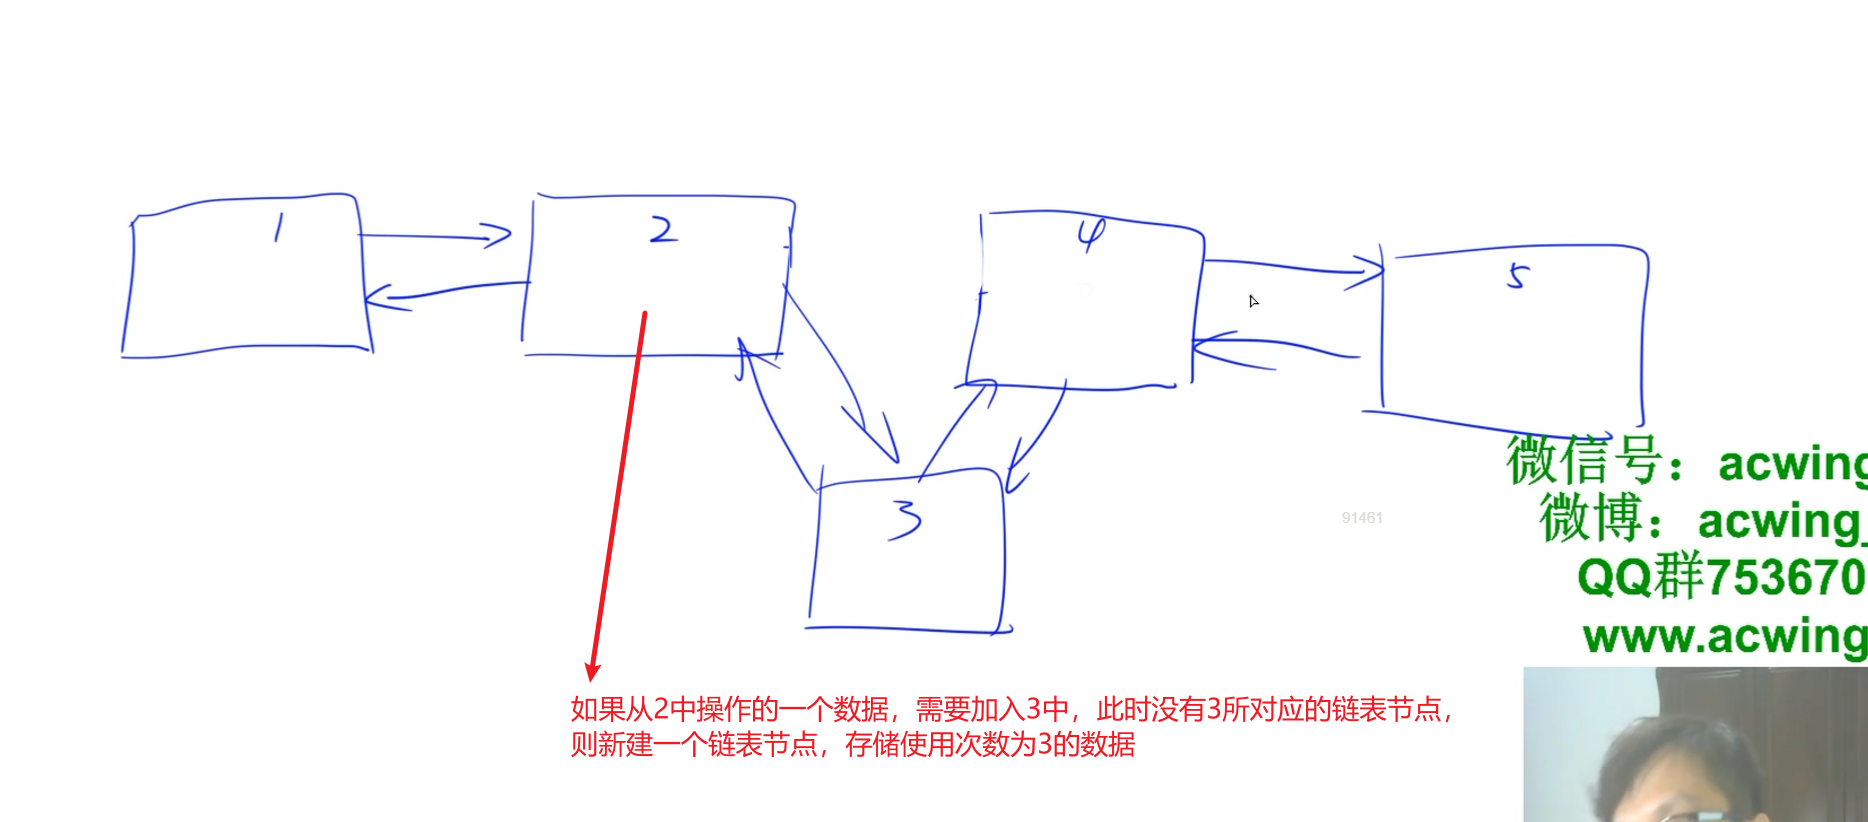 1
2
4
5
3
微信号：acwing
91461
微博：acwing_
QQ群753670
www.acwing
如果从2中操作的一个数据，需要加入3中，此时没有3所对应的链表节点，
则新建一个链表节点，存储使用次数为3的数据